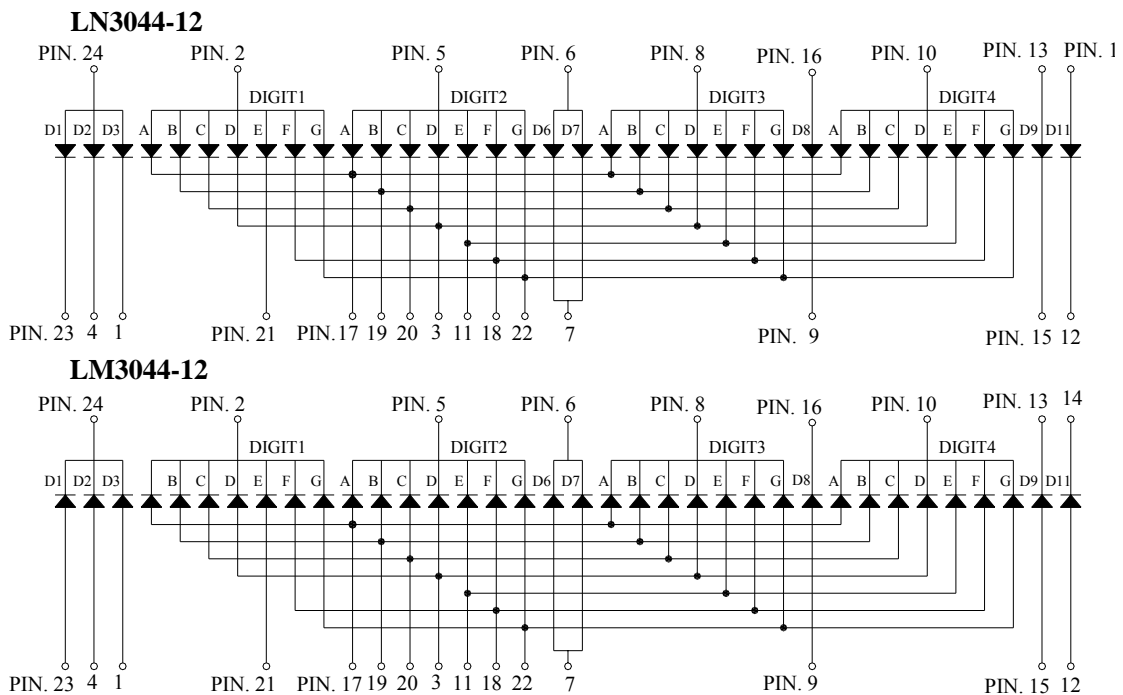 LN3044-12
PIN. 24 PIN. 2 PIN. 5 PIN. 6 PIN. 8 PIN. 16 PIN. 10 PIN. 13 PIN. 1
DIGIT1 DIGIT2 DIGIT3 DIGIT4
D1 D2 D3 A B C D E F G A B C D E F G D6 D7 A B C D E F G D8 A B C D E F G D9 D11
PIN. 23 4 1 PIN. 21 PIN. 17 19 20 3 11 18 22 7 PIN. 9 PIN. 15 12
LM3044-12
PIN. 24 PIN. 2 PIN. 5 PIN. 6 PIN. 8 PIN. 16 PIN. 10 PIN. 13 14
DIGIT1 DIGIT2 DIGIT3 DIGIT4
D1 D2 D3 B C D E F G A B C D E F G D6 D7 A B C D E F G D8 A B C D E F G D9 D11
PIN. 23 4 1 PIN. 21 PIN. 17 19 20 3 11 18 22 7 PIN. 9 PIN. 15 12